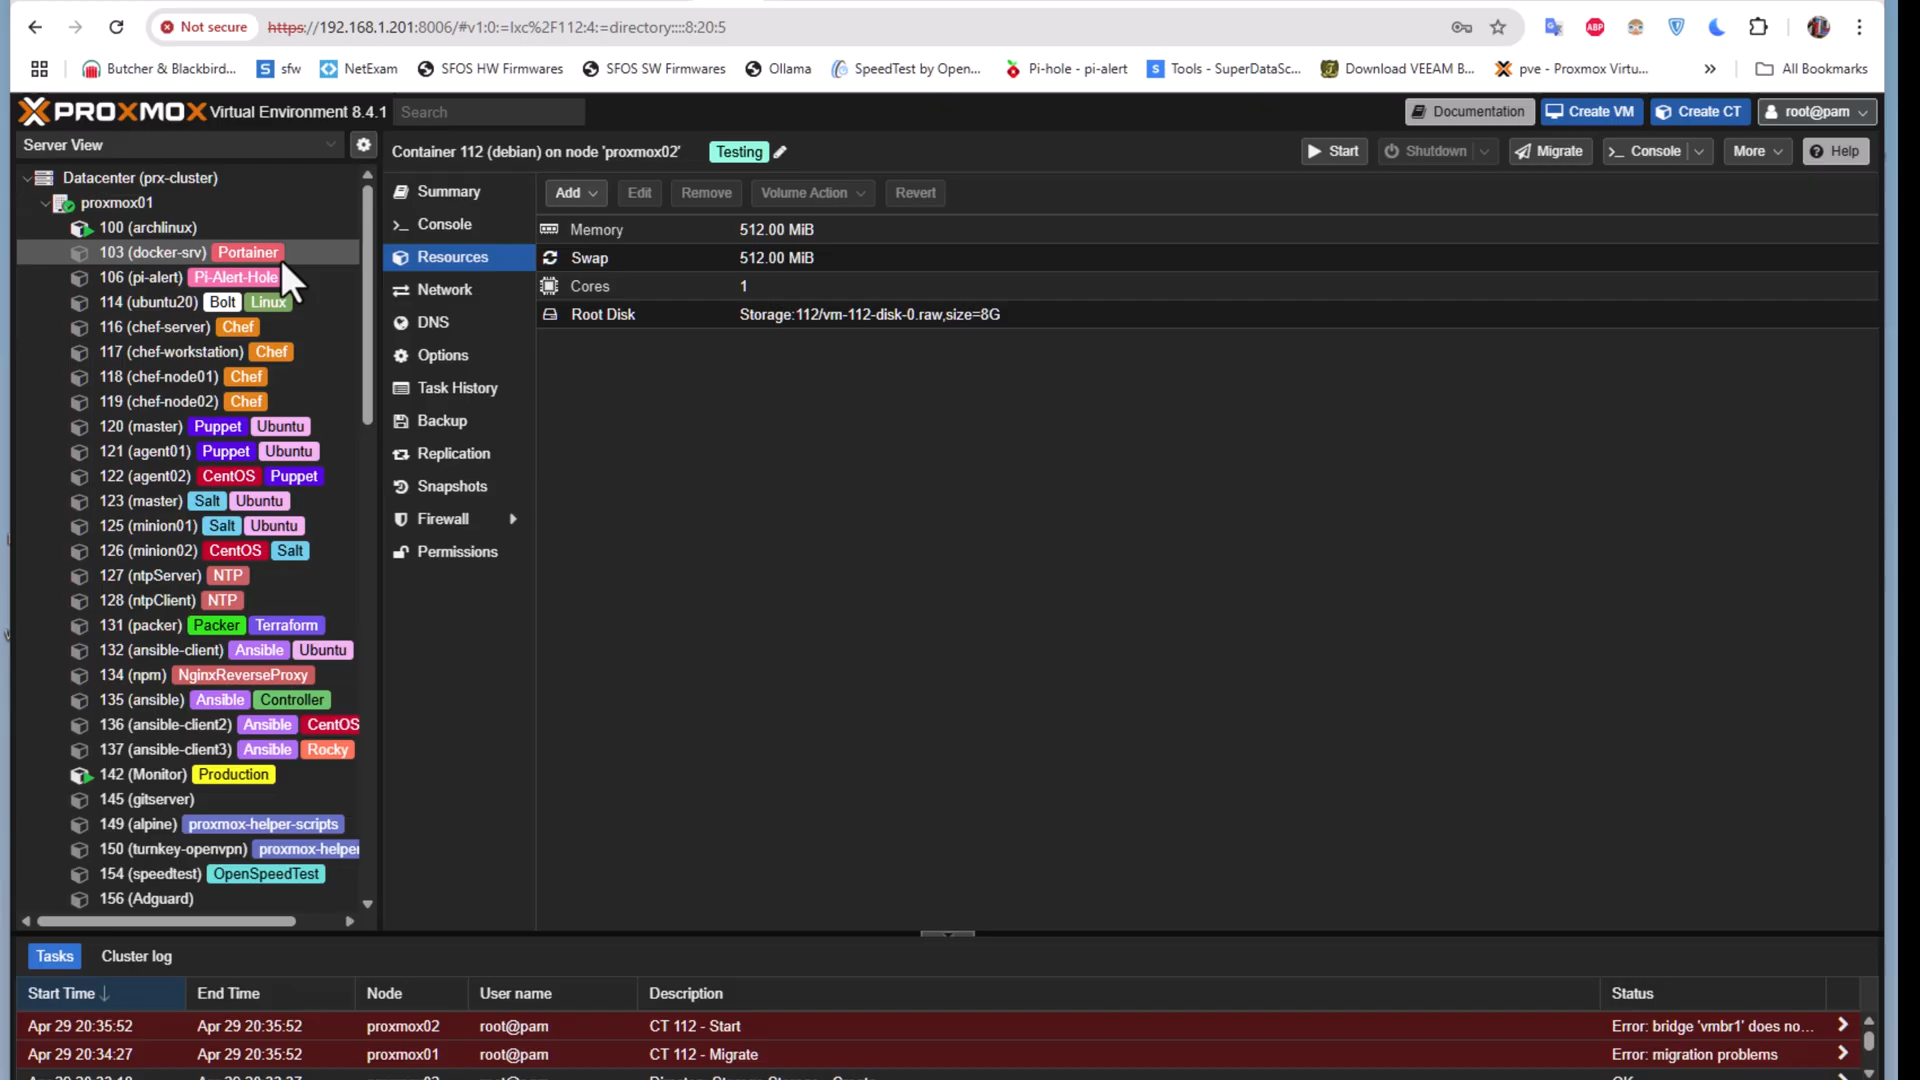 Not secure https://192.168.1.201:8006/#v1:0:=lxc%2F112:4:=directory::::8:20:5
Butcher & Blackbird... sfw NetExam SFOS HW Firmwares SFOS SW Firmwares Ollama SpeedTest by Open... Pi-hole - pi-alert Tools - SuperDataSc... Download VEEAM B... pve - Proxmox Virtu... » All Bookmarks
PROXMOX Virtual Environment 8.4.1 Search Documentation Create VM Create CT root@pam
Server View
Container 112 (debian) on node 'proxmox02' Testing Start Shutdown Migrate Console More Help
Datacenter (prx-cluster)
proxmox01
100 (archlinux)
103 (docker-srv) Portainer
106 (pi-alert) Pi-Alert-Hole
114 (ubuntu20) Bolt Linux
116 (chef-server) Chef
117 (chef-workstation) Chef
118 (chef-node01) Chef
119 (chef-node02) Chef
120 (master) Puppet Ubuntu
121 (agent01) Puppet Ubuntu
122 (agent02) CentOS Puppet
123 (master) Salt Ubuntu
125 (minion01) Salt Ubuntu
126 (minion02) CentOS Salt
127 (ntpServer) NTP
128 (ntpClient) NTP
131 (packer) Packer Terraform
132 (ansible-client) Ansible Ubuntu
134 (npm) NginxReverseProxy
135 (ansible) Ansible Controller
136 (ansible-client2) Ansible CentOS
137 (ansible-client3) Ansible Rocky
142 (Monitor) Production
145 (gitserver)
149 (alpine) proxmox-helper-scripts
150 (turnkey-openvpn) proxmox-helper
154 (speedtest) OpenSpeedTest
156 (Adguard)
Summary
Console
Resources
Network
DNS
Options
Task History
Backup
Replication
Snapshots
Firewall
Permissions
Add Edit Remove Volume Action Revert
Memory 512.00 MiB
Swap 512.00 MiB
Cores 1
Root Disk Storage:112/vm-112-disk-0.raw,size=8G
Tasks Cluster log
Start Time End Time Node User name Description Status
Apr 29 20:35:52 Apr 29 20:35:52 proxmox02 root@pam CT 112 - Start Error: bridge 'vmbr1' does no...
Apr 29 20:34:27 Apr 29 20:35:52 proxmox01 root@pam CT 112 - Migrate Error: migration problems